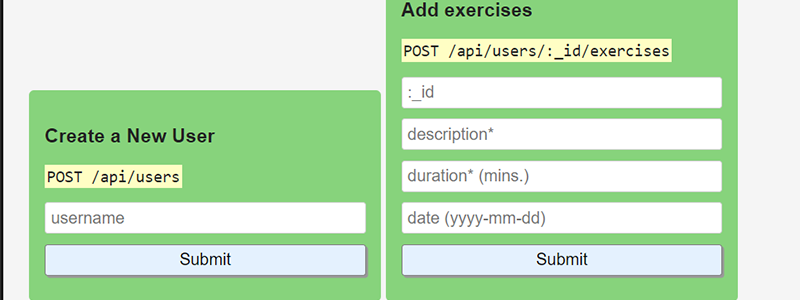 Create a New User
POST /api/users
username
Submit
Add exercises
POST /api/users/:_id/exercises
:_id
description*
duration* (mins.)
date (yyyy-mm-dd)
Submit